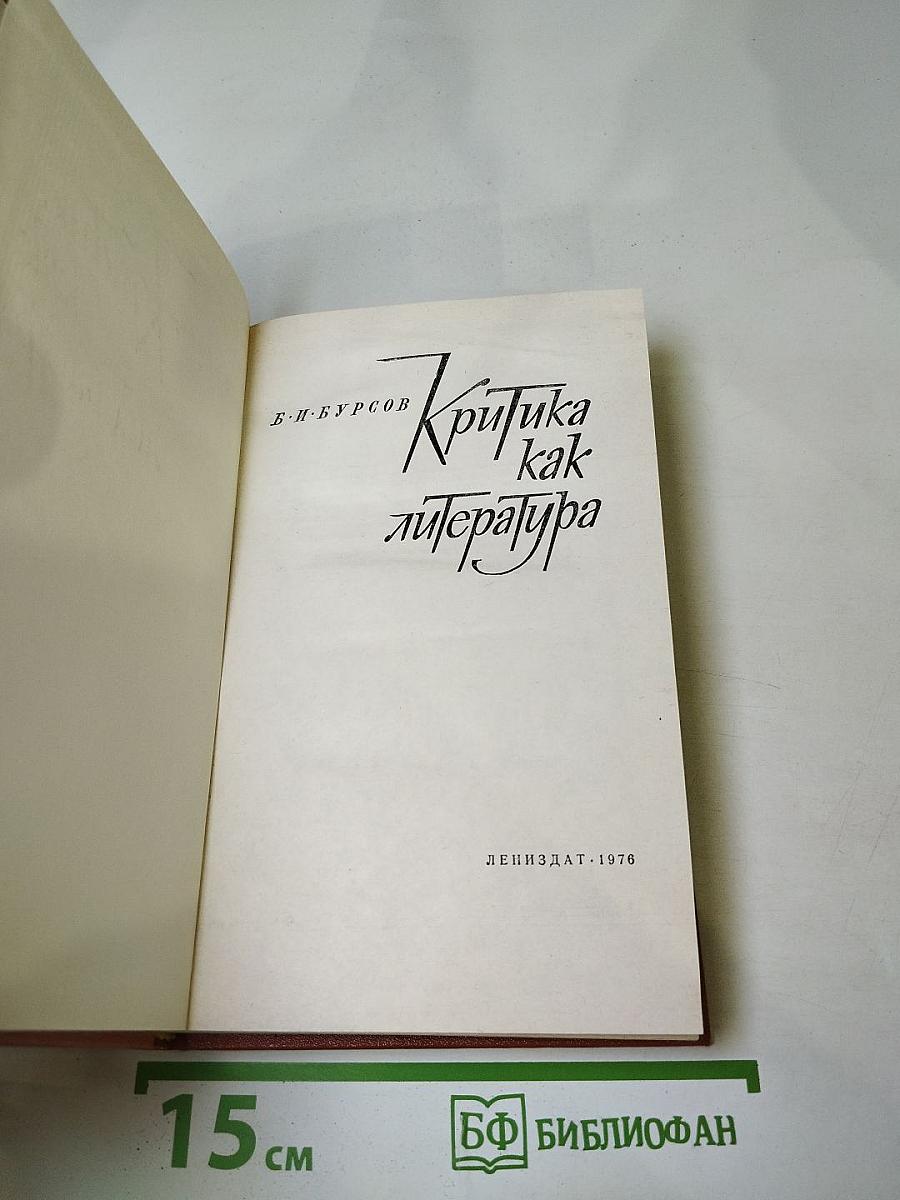 Б·И·БУРСОВ
Критика
как
литература
ЛЕНИЗДАТ·1976
15 см
БФ БИБЛИОФАН